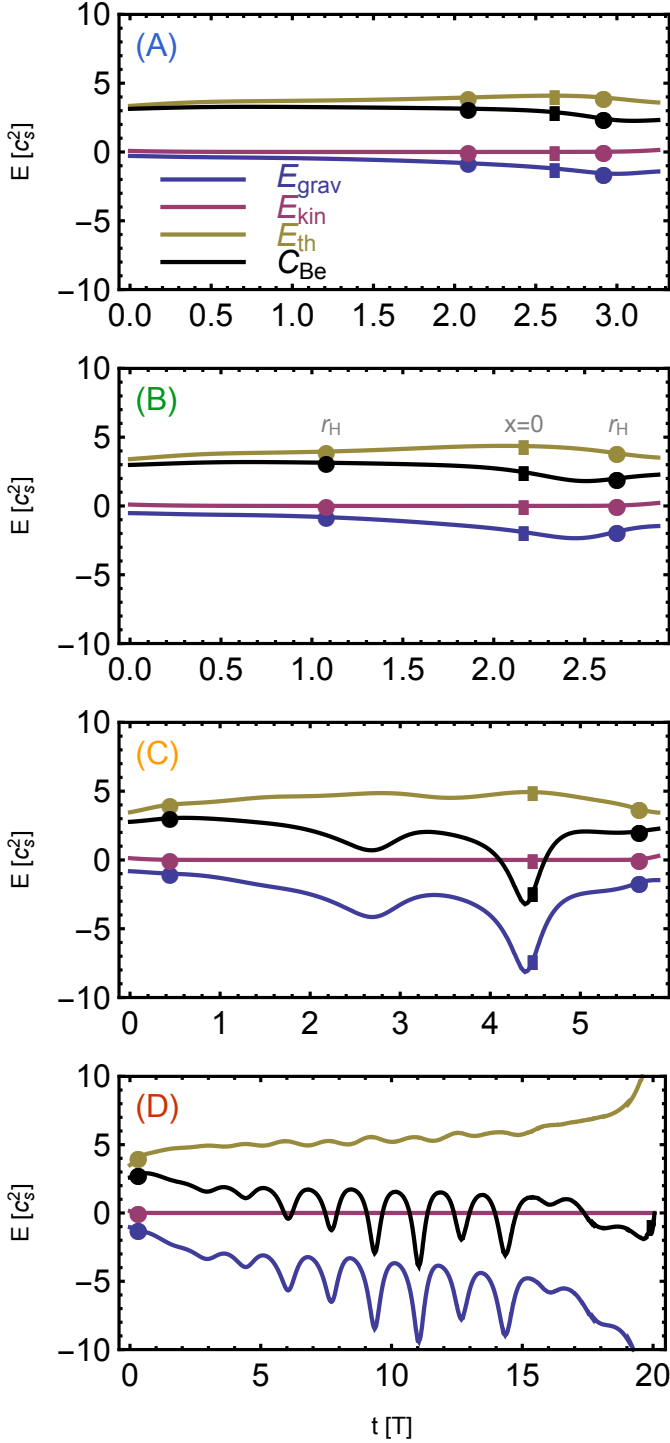 (A)
E [c_s^2]
10
5
0
−5
−10
E_grav
E_kin
E_th
C_Be
0.0 0.5 1.0 1.5 2.0 2.5 3.0
(B)
E [c_s^2]
10
5
0
−5
−10
r_H x=0 r_H
0.0 0.5 1.0 1.5 2.0 2.5
(C)
E [c_s^2]
10
5
0
−5
−10
0 1 2 3 4 5
(D)
E [c_s^2]
10
5
0
−5
−10
0 5 10 15 20
t [T]